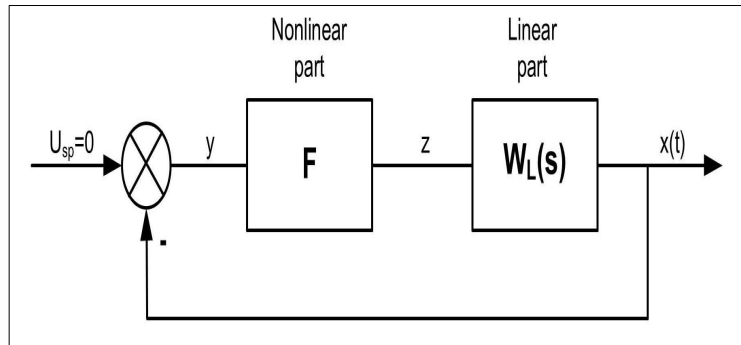 Nonlinear
part
Linear
part
U_sp=0
y
F
z
W_L(s)
x(t)
-